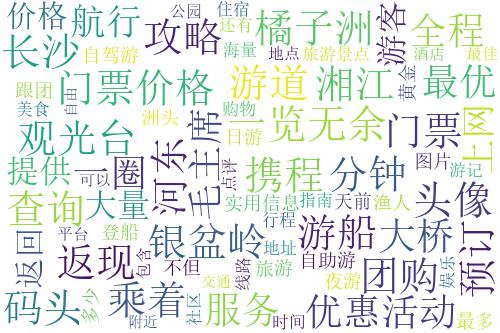 价格
航行
攻略
公园
住宿
还有
橘子洲
游客
全程
长沙
自驾游
海量
地点
旅游景点
酒店
黄金
最佳
跟团
门票价格
游道
湘江
最优
美食
自由
洲头
购物
一览无余
门票
上网
观光台
毛主席
日游
提供
一圈
河东
点评
携程
分钟
图片
游记
查询
大量
可以
实用信息
指南
天前
渔人
头像
返回
平台
登船
银盆岭
行程
游船
大桥
预订
返现
包含
不但
地址
自助游
线路
旅游
夜游
团购
娱乐
码头
多少
乘着
交通
社区
服务
优惠活动
附近
时间
最多